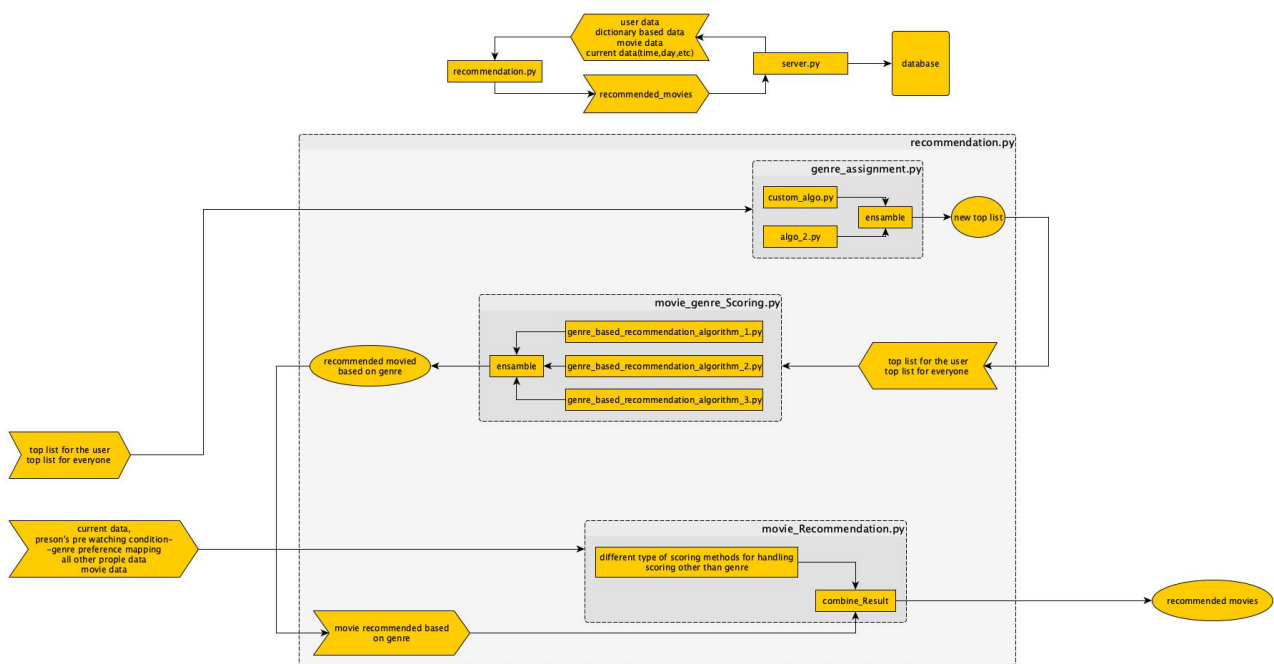 user data
dictionary based data
movie data
current data(time,day,etc)
recommendation.py
server.py
database
recommended_movies
recommendation.py
genre_assignment.py
custom_algo.py
ensamble
new top list
algo_2.py
movie_genre_Scoring.py
genre_based_recommendation_algorithm_1.py
recommended movied
based on genre
ensamble
genre_based_recommendation_algorithm_2.py
top list for the user
top list for everyone
genre_based_recommendation_algorithm_3.py
top list for the user
top list for everyone
current data,
preson's pre watching condition-
-genre preference mapping
all other prople data
movie data
movie_Recommendation.py
different type of scoring methods for handling
scoring other than genre
combine_Result
recommended movies
movie recommended based
on genre